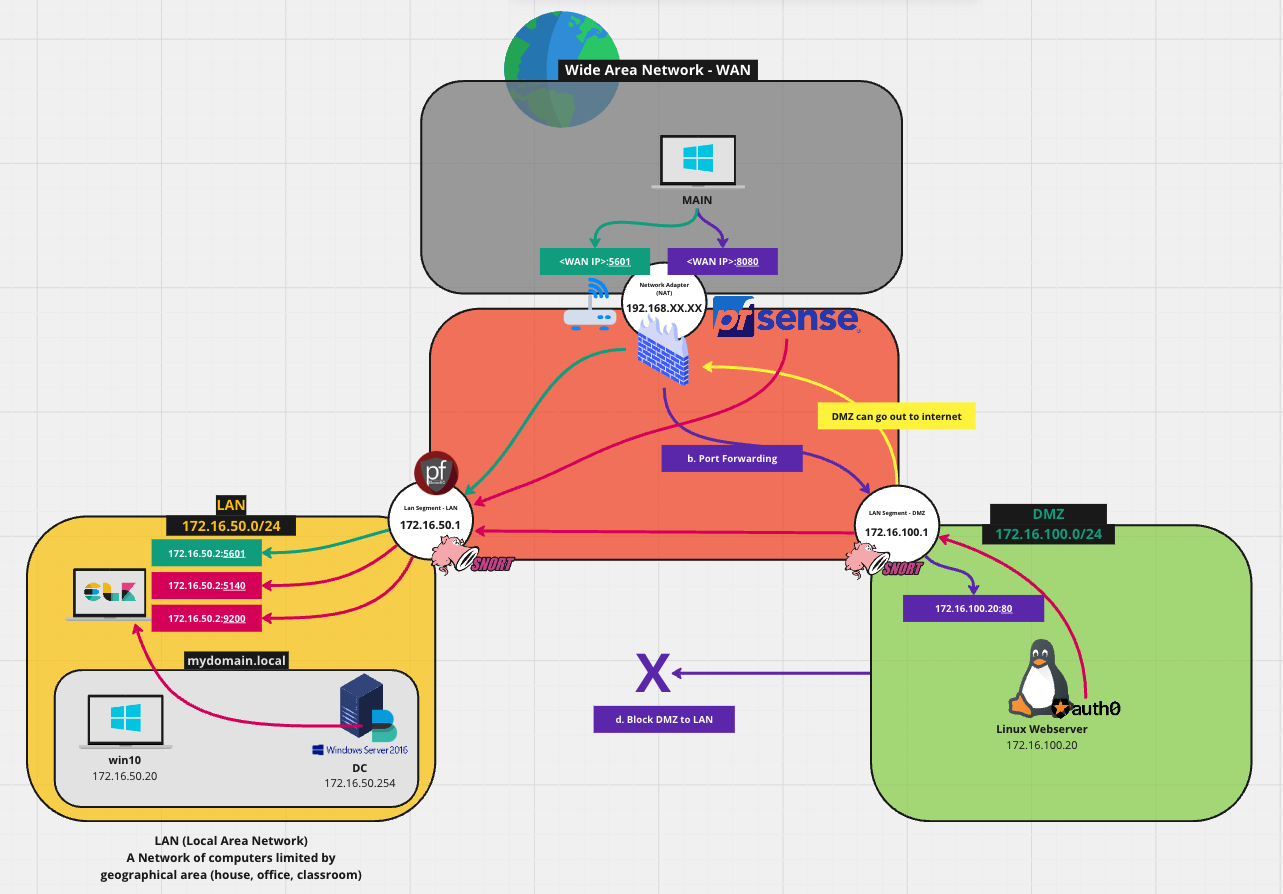 Wide Area Network - WAN
MAIN
<WAN IP>:5601
<WAN IP>:8080
Network Adapter
(NAT)
192.168.XX.XX
pfsense
DMZ can go out to internet
b. Port Forwarding
pf
Lan Segment - LAN
172.16.50.1
SNORT
LAN Segment - DMZ
172.16.100.1
SNORT
LAN
172.16.50.0/24
172.16.50.2:5601
172.16.50.2:5140
172.16.50.2:9200
ELK
mydomain.local
win10
172.16.50.20
Windows Server 2016
DC
172.16.50.254
LAN (Local Area Network)
A Network of computers limited by
geographical area (house, office, classroom)
X
d. Block DMZ to LAN
DMZ
172.16.100.0/24
172.16.100.20:80
auth0
Linux Webserver
172.16.100.20